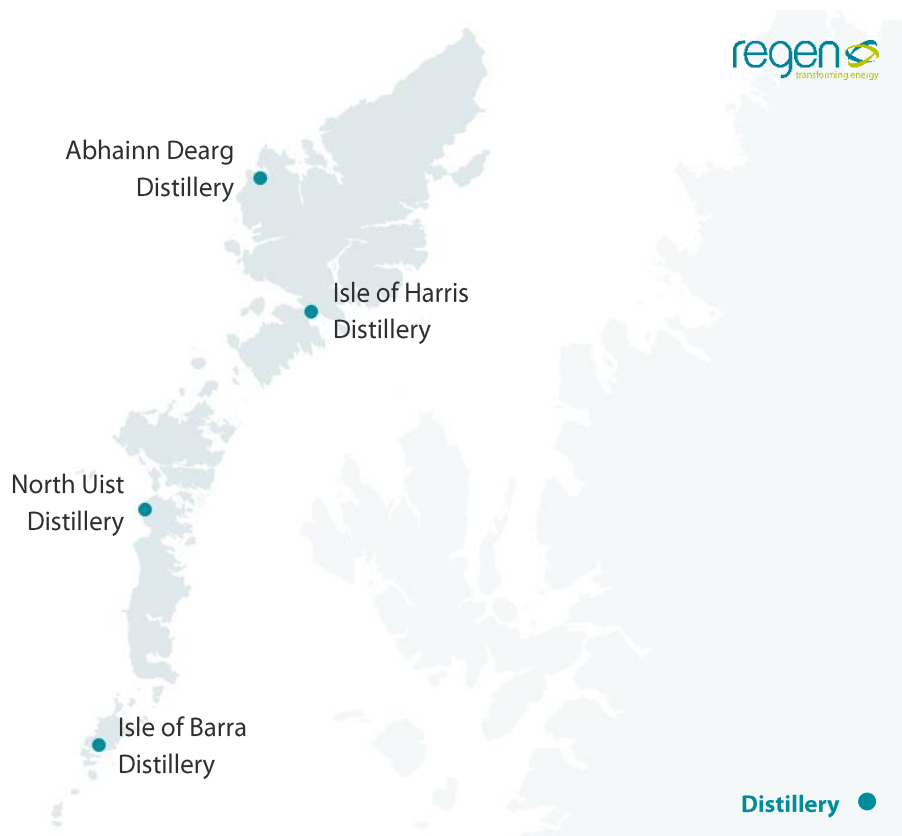 regen
transforming energy
Abhainn Dearg
Distillery
Isle of Harris
Distillery
North Uist
Distillery
Isle of Barra
Distillery
Distillery